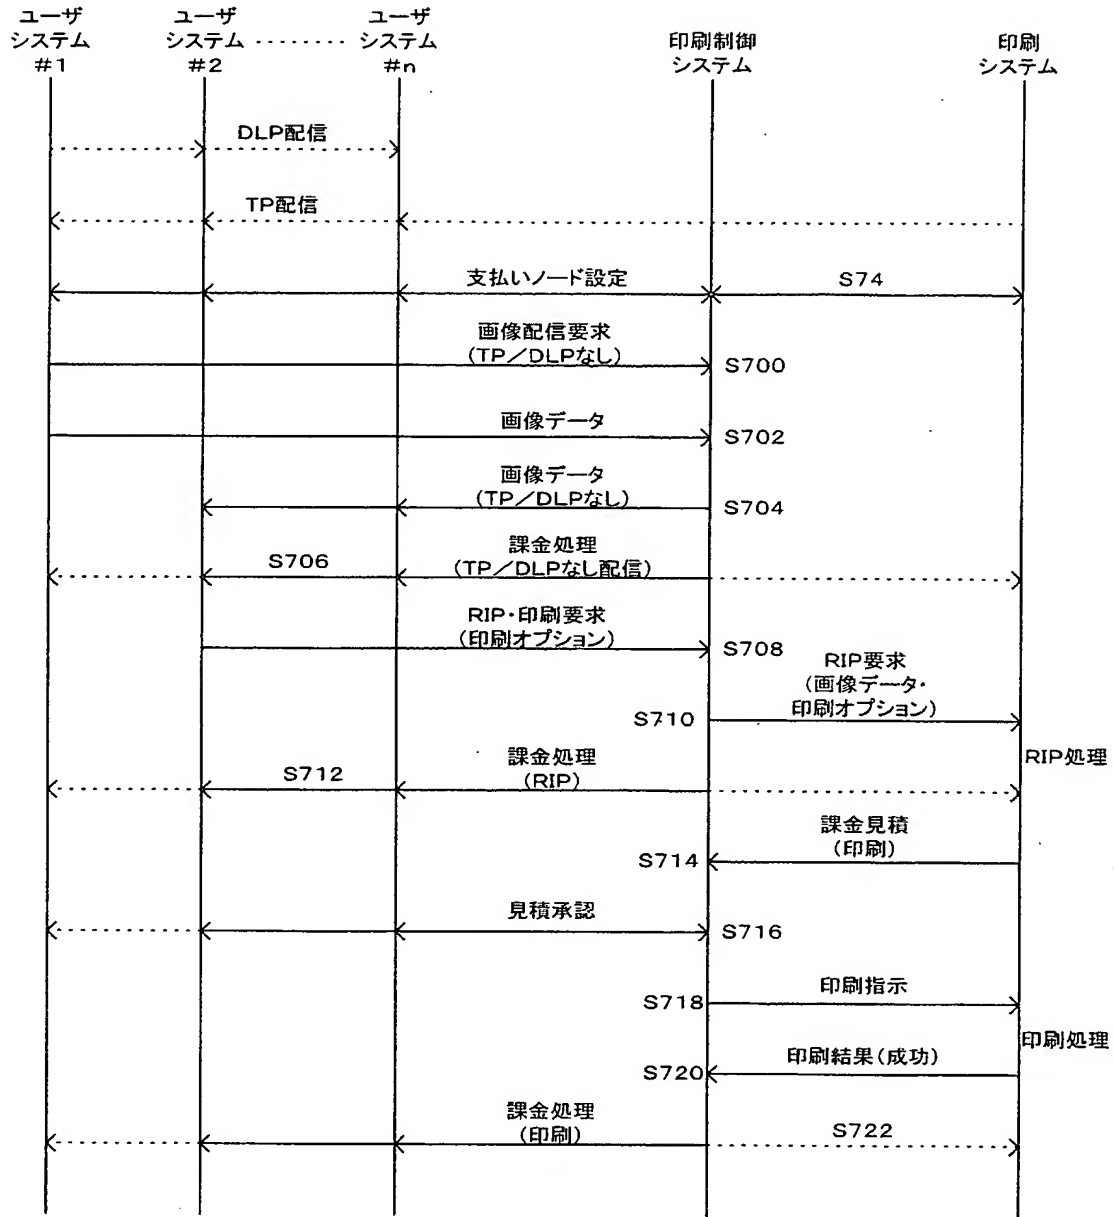 ユーザ
システム
#1
ユーザ
システム
#2
ユーザ
システム
#n
印刷制御
システム
印刷
システム
DLP配信
TP配信
支払いノード設定
S74
画像配信要求
(TP/DLPなし)
S700
画像データ
S702
画像データ
(TP/DLPなし)
S704
課金処理
S706
(TP/DLPなし配信)
RIP・印刷要求
(印刷オプション)
S708
RIP要求
(画像データ・
印刷オプション)
S710
RIP処理
課金処理
(RIP)
S712
課金見積
(印刷)
S714
見積承認
S716
印刷指示
S718
印刷処理
印刷結果(成功)
S720
課金処理
(印刷)
S722